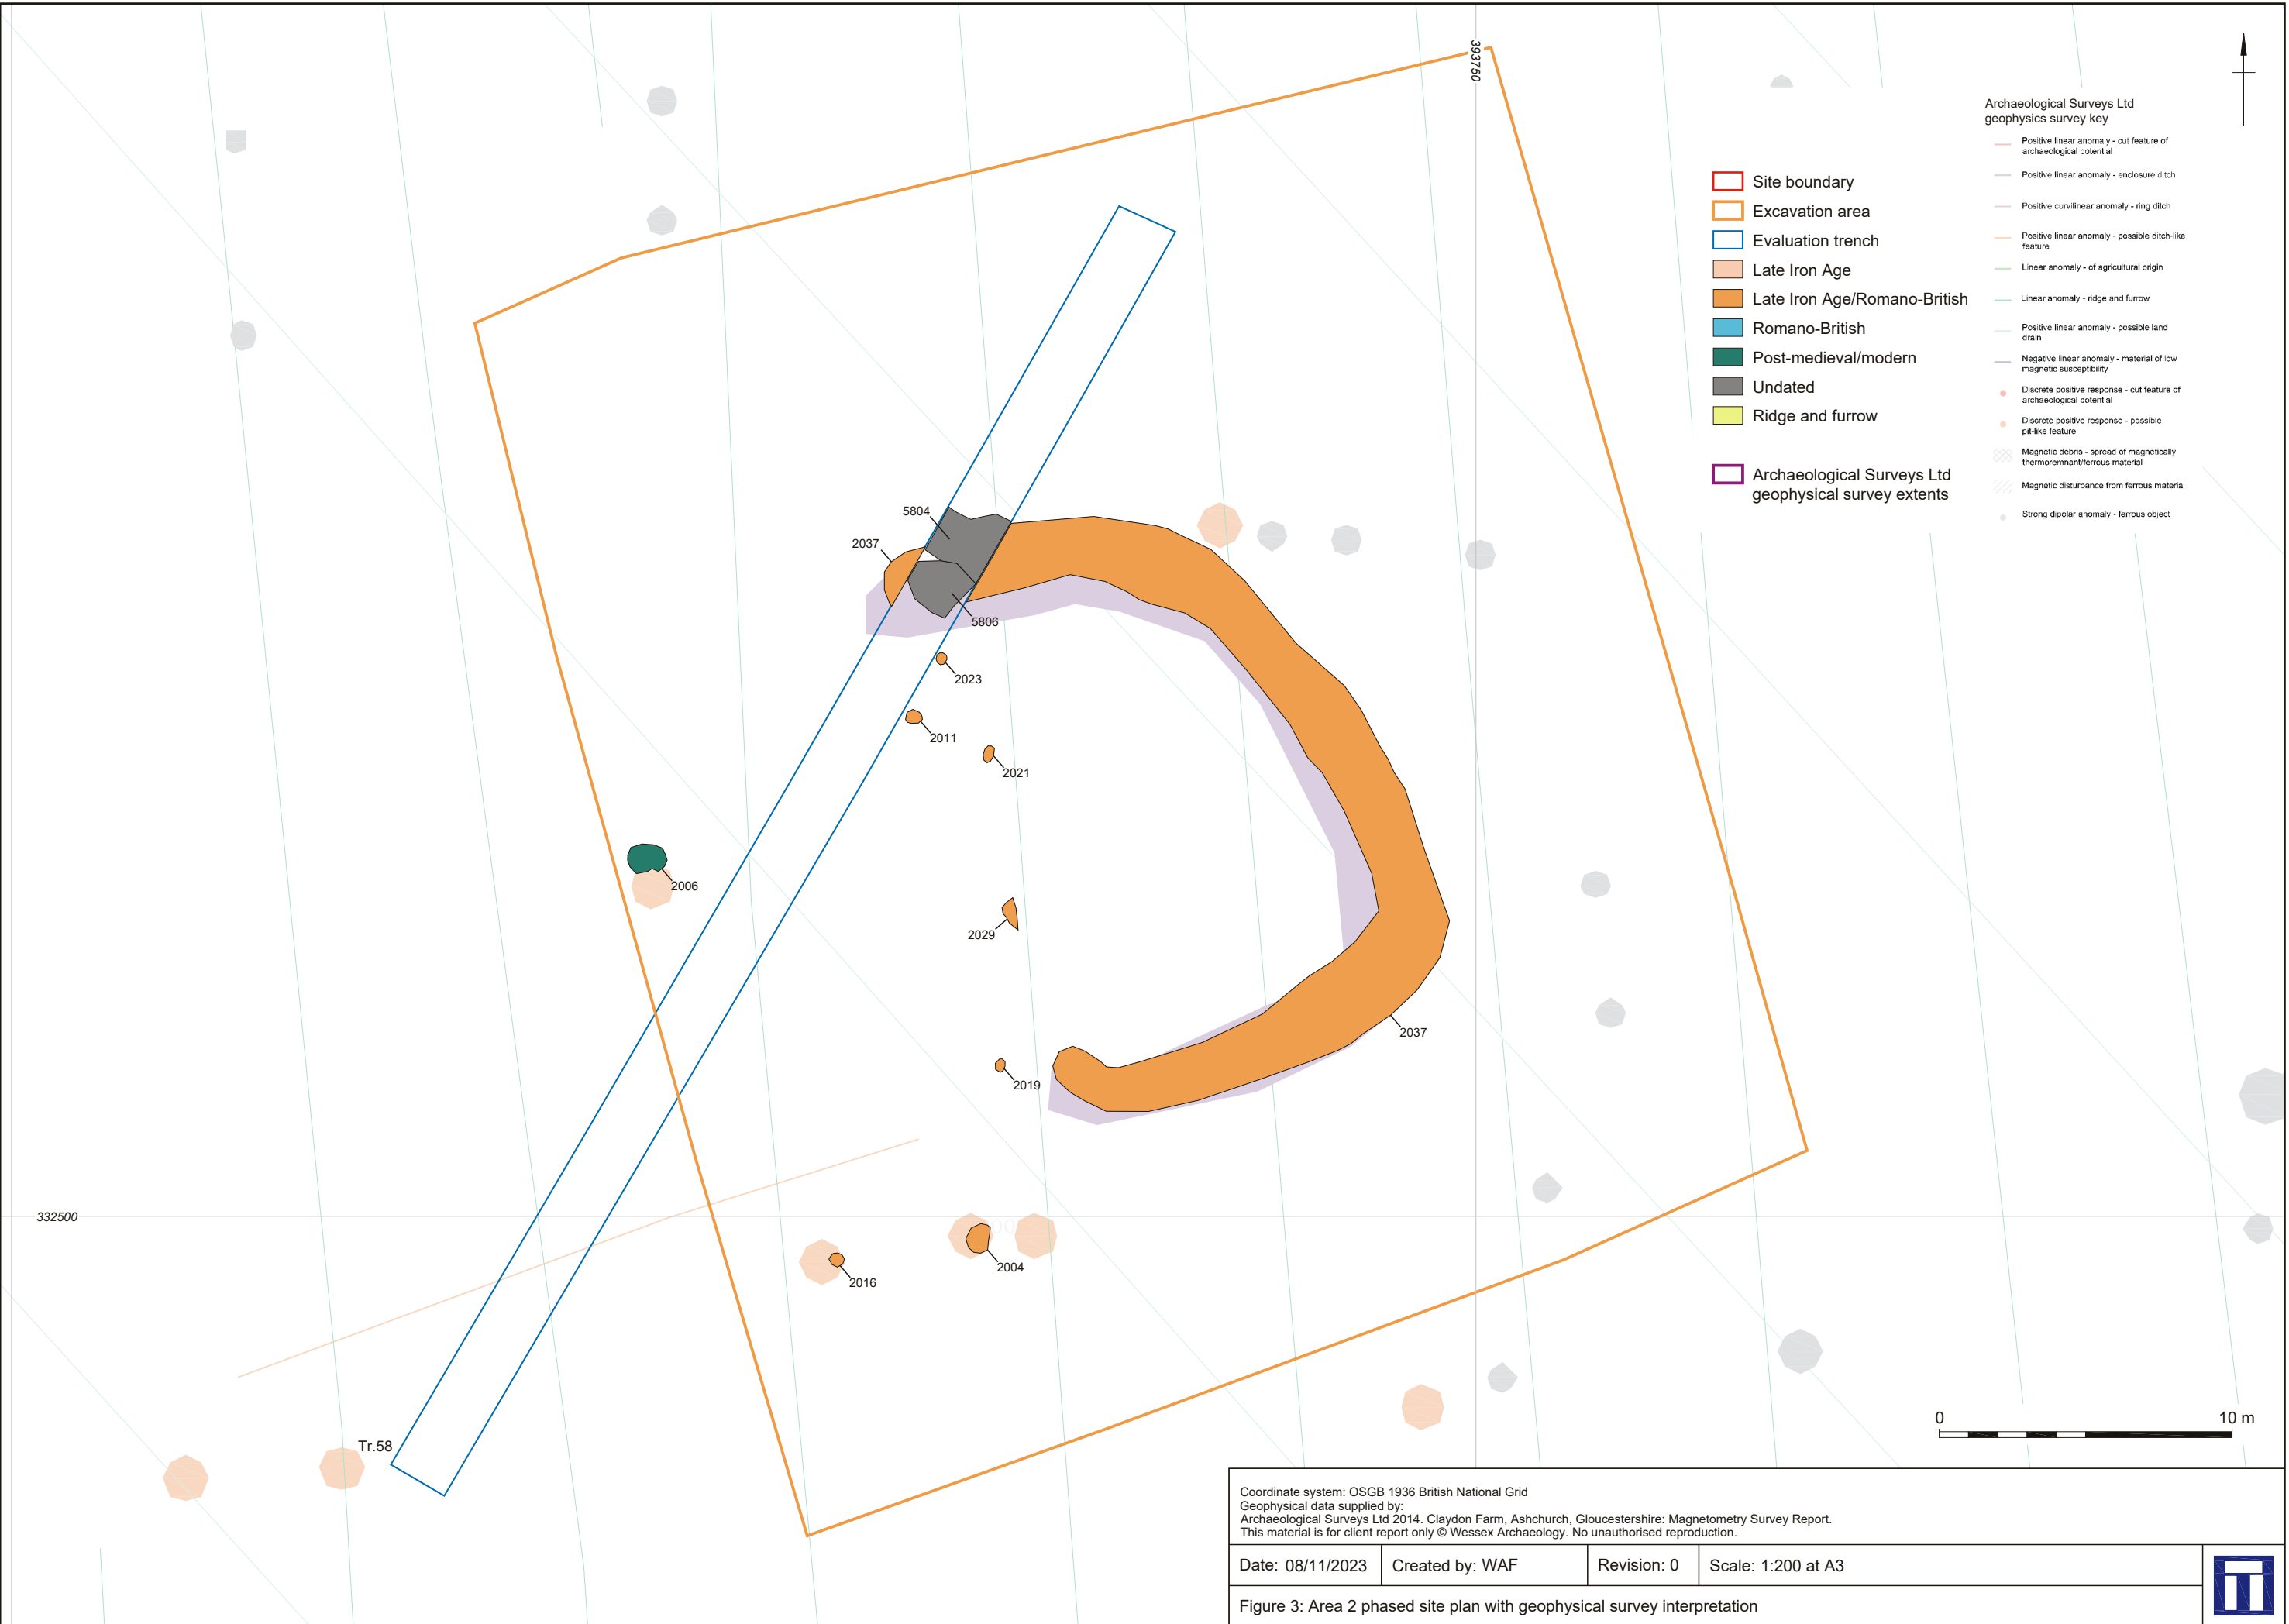 393750
Archaeological Surveys Ltd
geophysics survey key
Positive linear anomaly - cut feature of
archaeological potential
Positive linear anomaly - enclosure ditch
Positive curvilinear anomaly - ring ditch
Positive linear anomaly - possible ditch-like
feature
Linear anomaly - of agricultural origin
Linear anomaly - ridge and furrow
Positive linear anomaly - possible land
drain
Negative linear anomaly - material of low
magnetic susceptibility
Discrete positive response - cut feature of
archaeological potential
Discrete positive response - possible
pit-like feature
Magnetic debris - spread of magnetically
thermoremnant/ferrous material
Magnetic disturbance from ferrous material
Strong dipolar anomaly - ferrous object
Site boundary
Excavation area
Evaluation trench
Late Iron Age
Late Iron Age/Romano-British
Romano-British
Post-medieval/modern
Undated
Ridge and furrow
Archaeological Surveys Ltd
geophysical survey extents
5804
2037
5806
2023
2011
2021
2006
2029
2037
2019
332500
2004
2016
Tr.58
0 10 m
Coordinate system: OSGB 1936 British National Grid
Geophysical data supplied by:
Archaeological Surveys Ltd 2014. Claydon Farm, Ashchurch, Gloucestershire: Magnetometry Survey Report.
This material is for client report only © Wessex Archaeology. No unauthorised reproduction.
Date: 08/11/2023 Created by: WAF Revision: 0 Scale: 1:200 at A3
Figure 3: Area 2 phased site plan with geophysical survey interpretation